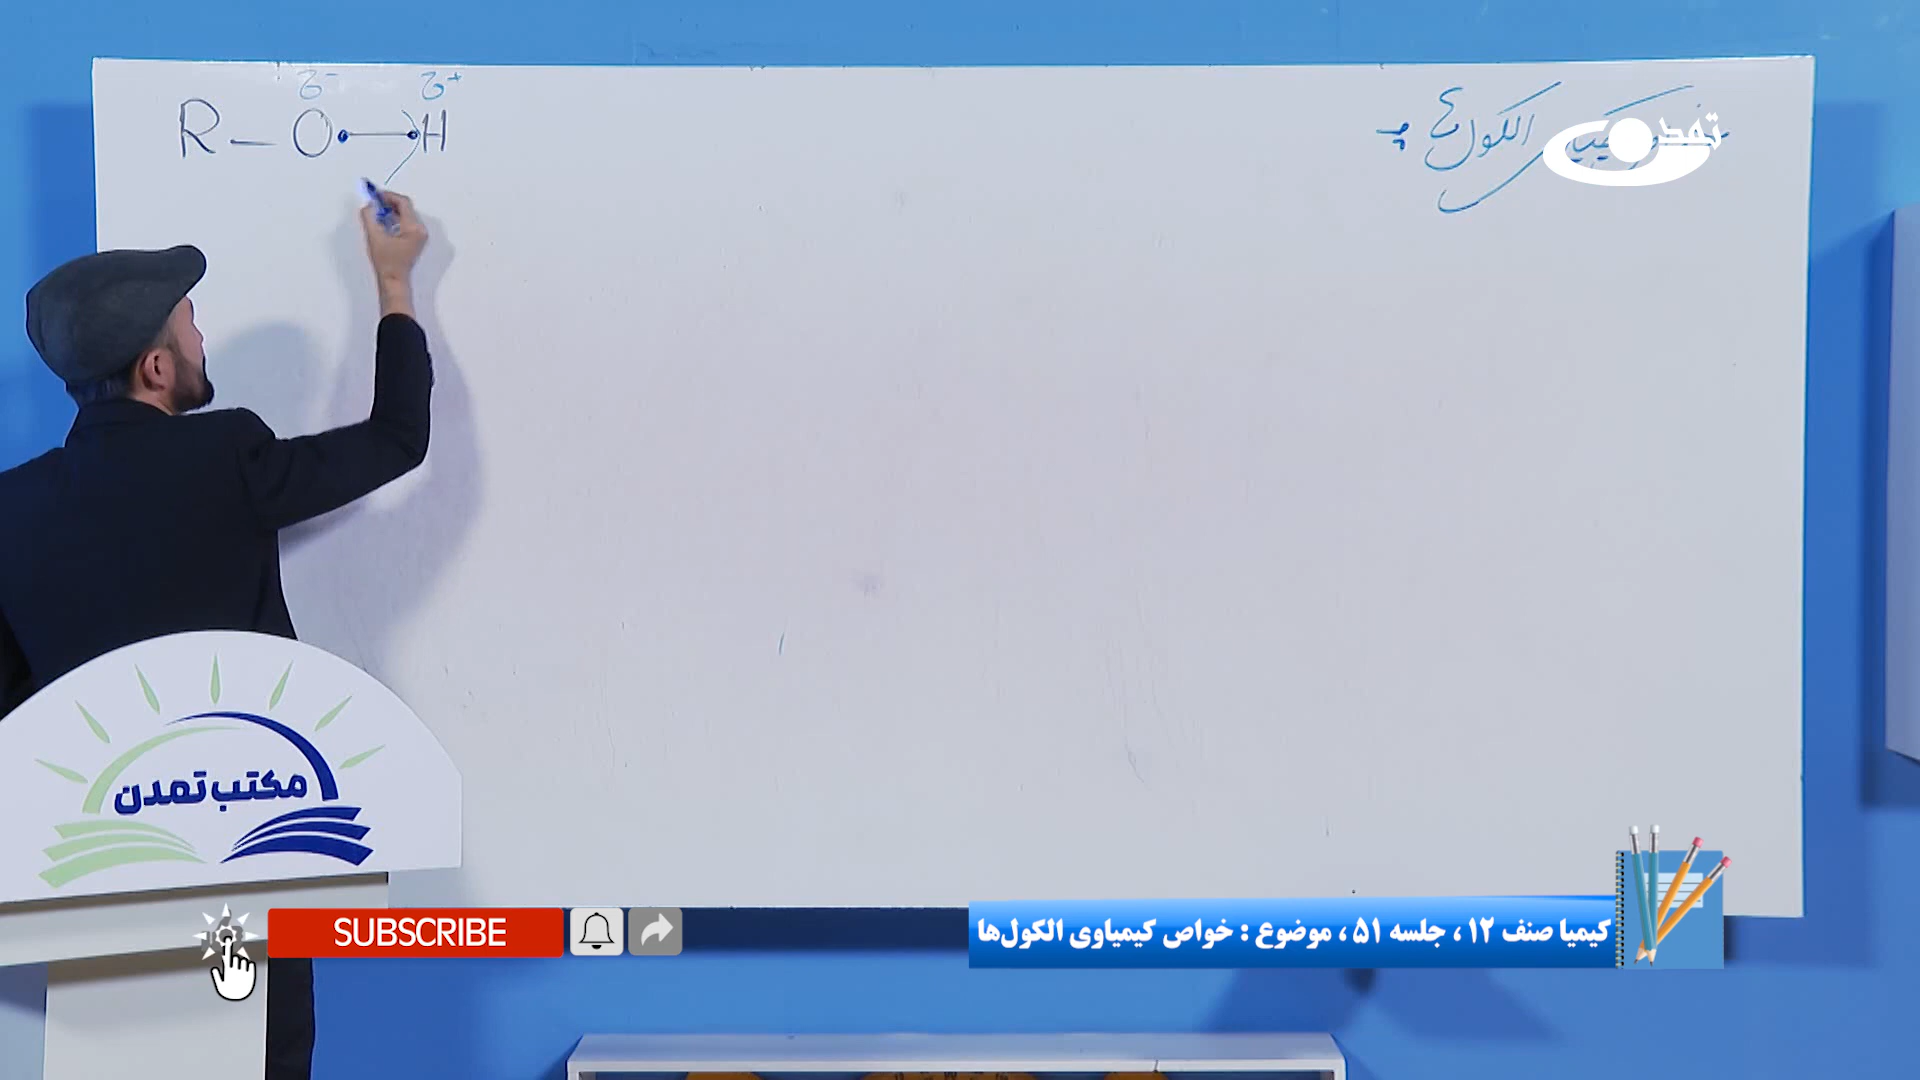 δ⁻ δ⁺
R – O — H
خواص کیمیاوی الکول ها
تمدن
مکتب تمدن
SUBSCRIBE
کیمیا صنف ۱۲ ، جلسه ۵۱ ، موضوع : خواص کیمیاوی الکول‌ها